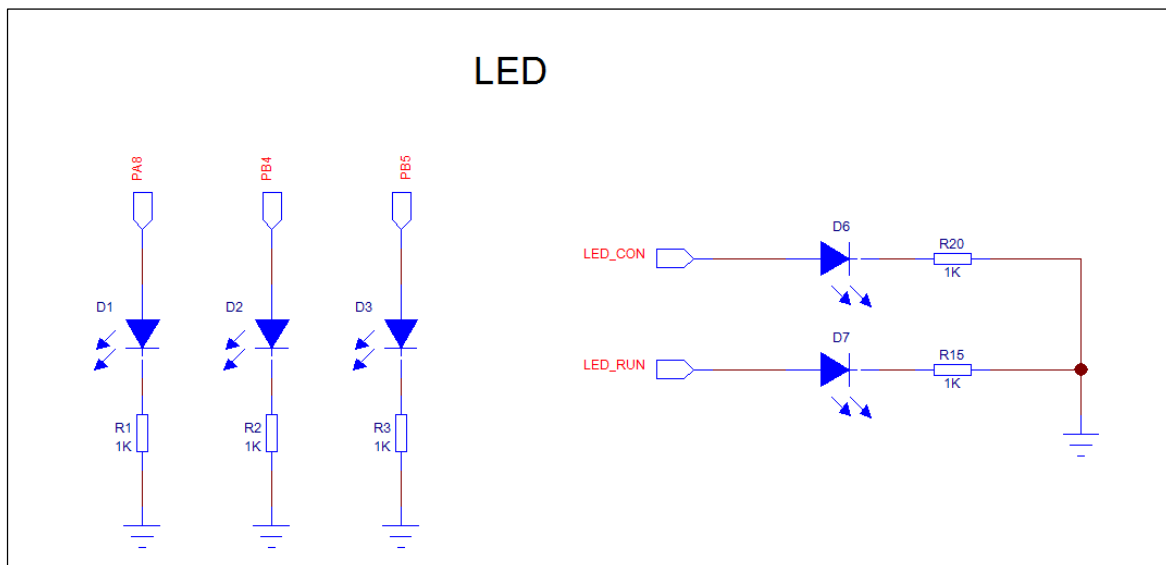 LED
PA8
PB4
PB5
D1
D2
D3
R1
1K
R2
1K
R3
1K
LED_CON
D6
R20
1K
LED_RUN
D7
R15
1K